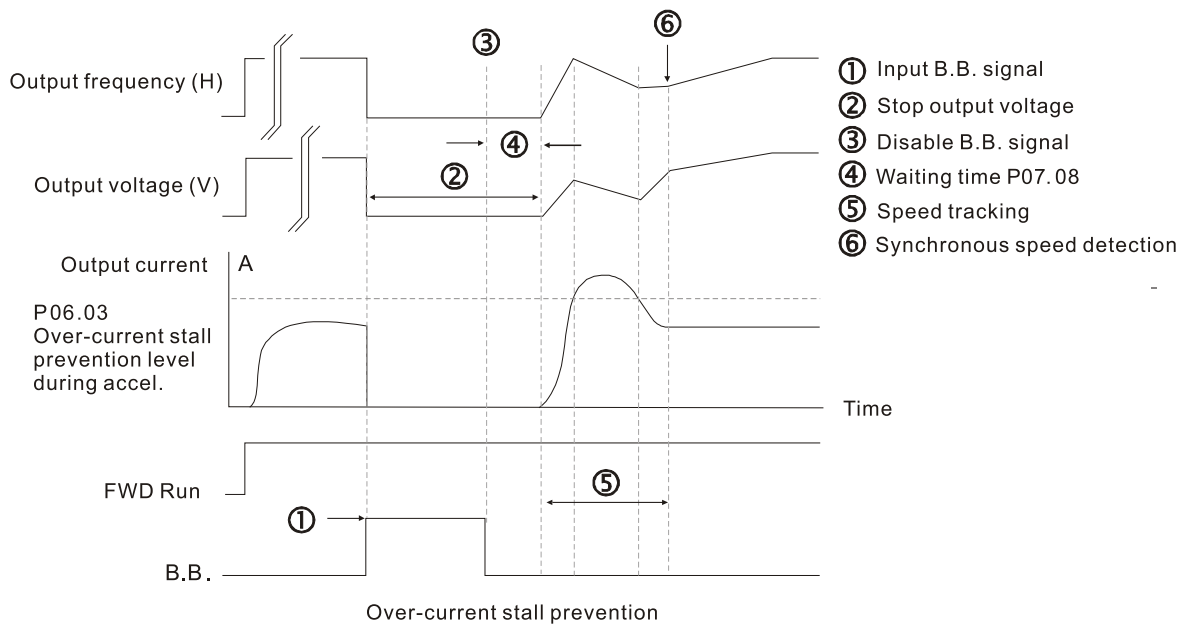 ⑥
③
Output frequency (H)
① Input B.B. signal
② Stop output voltage
③ Disable B.B. signal
④ Waiting time P07.08
⑤ Speed tracking
⑥ Synchronous speed detection
④
②
Output voltage (V)
Output current
A
P06.03
Over-current stall
prevention level
during accel.
Time
FWD Run
⑤
①
B.B.
Over-current stall prevention